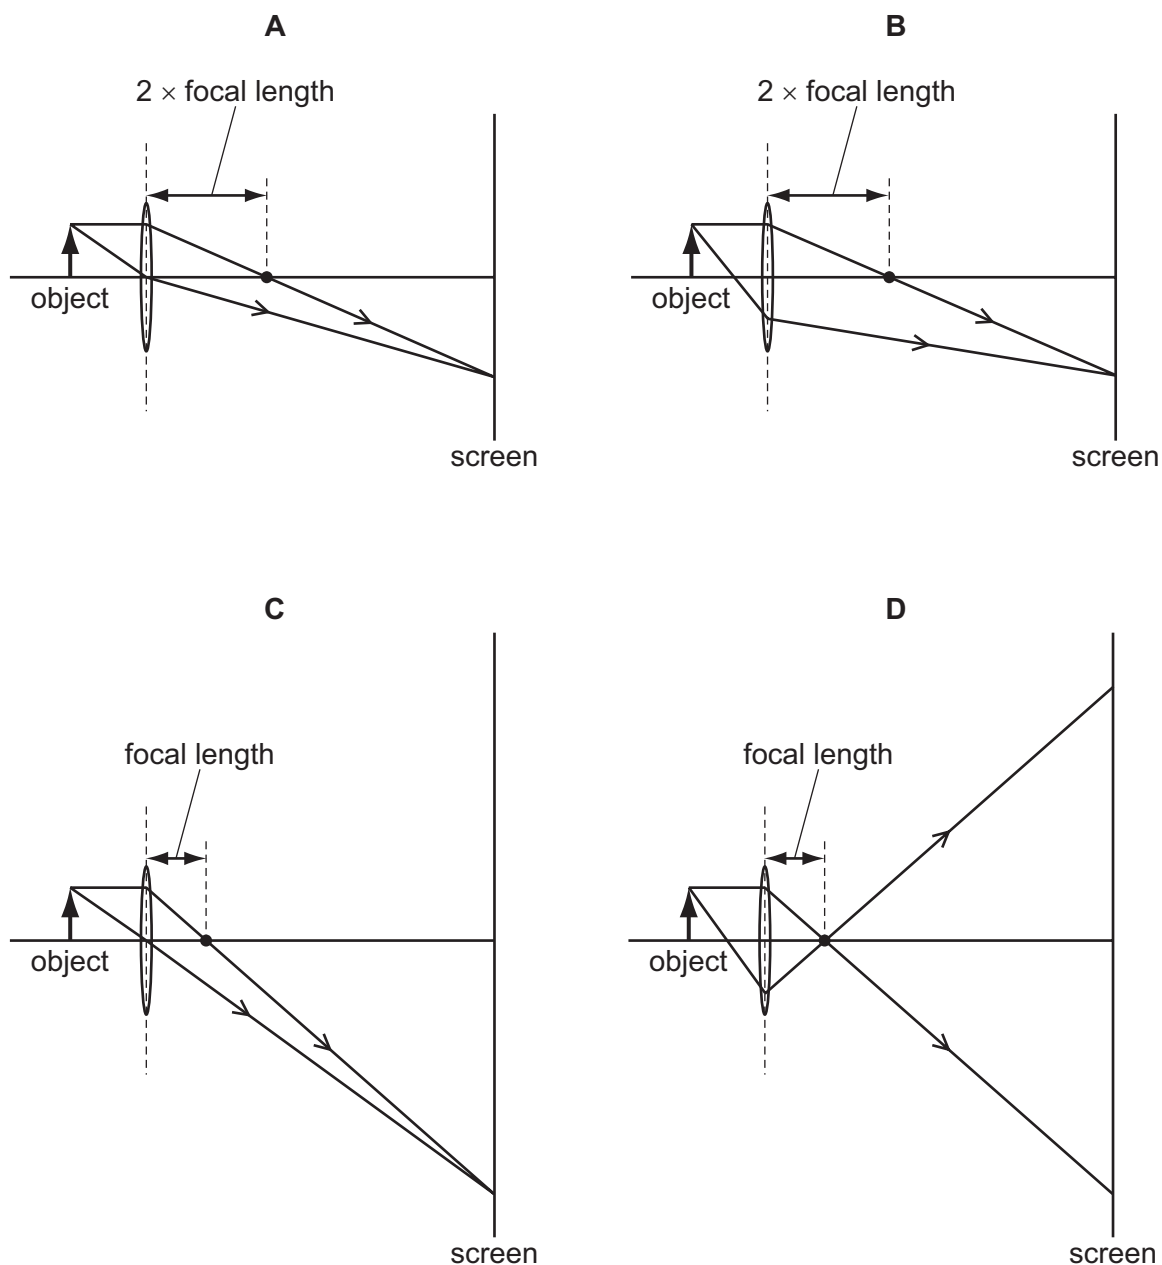 A
2 × focal length
object
screen
B
2 × focal length
object
screen
C
focal length
object
screen
D
focal length
object
screen